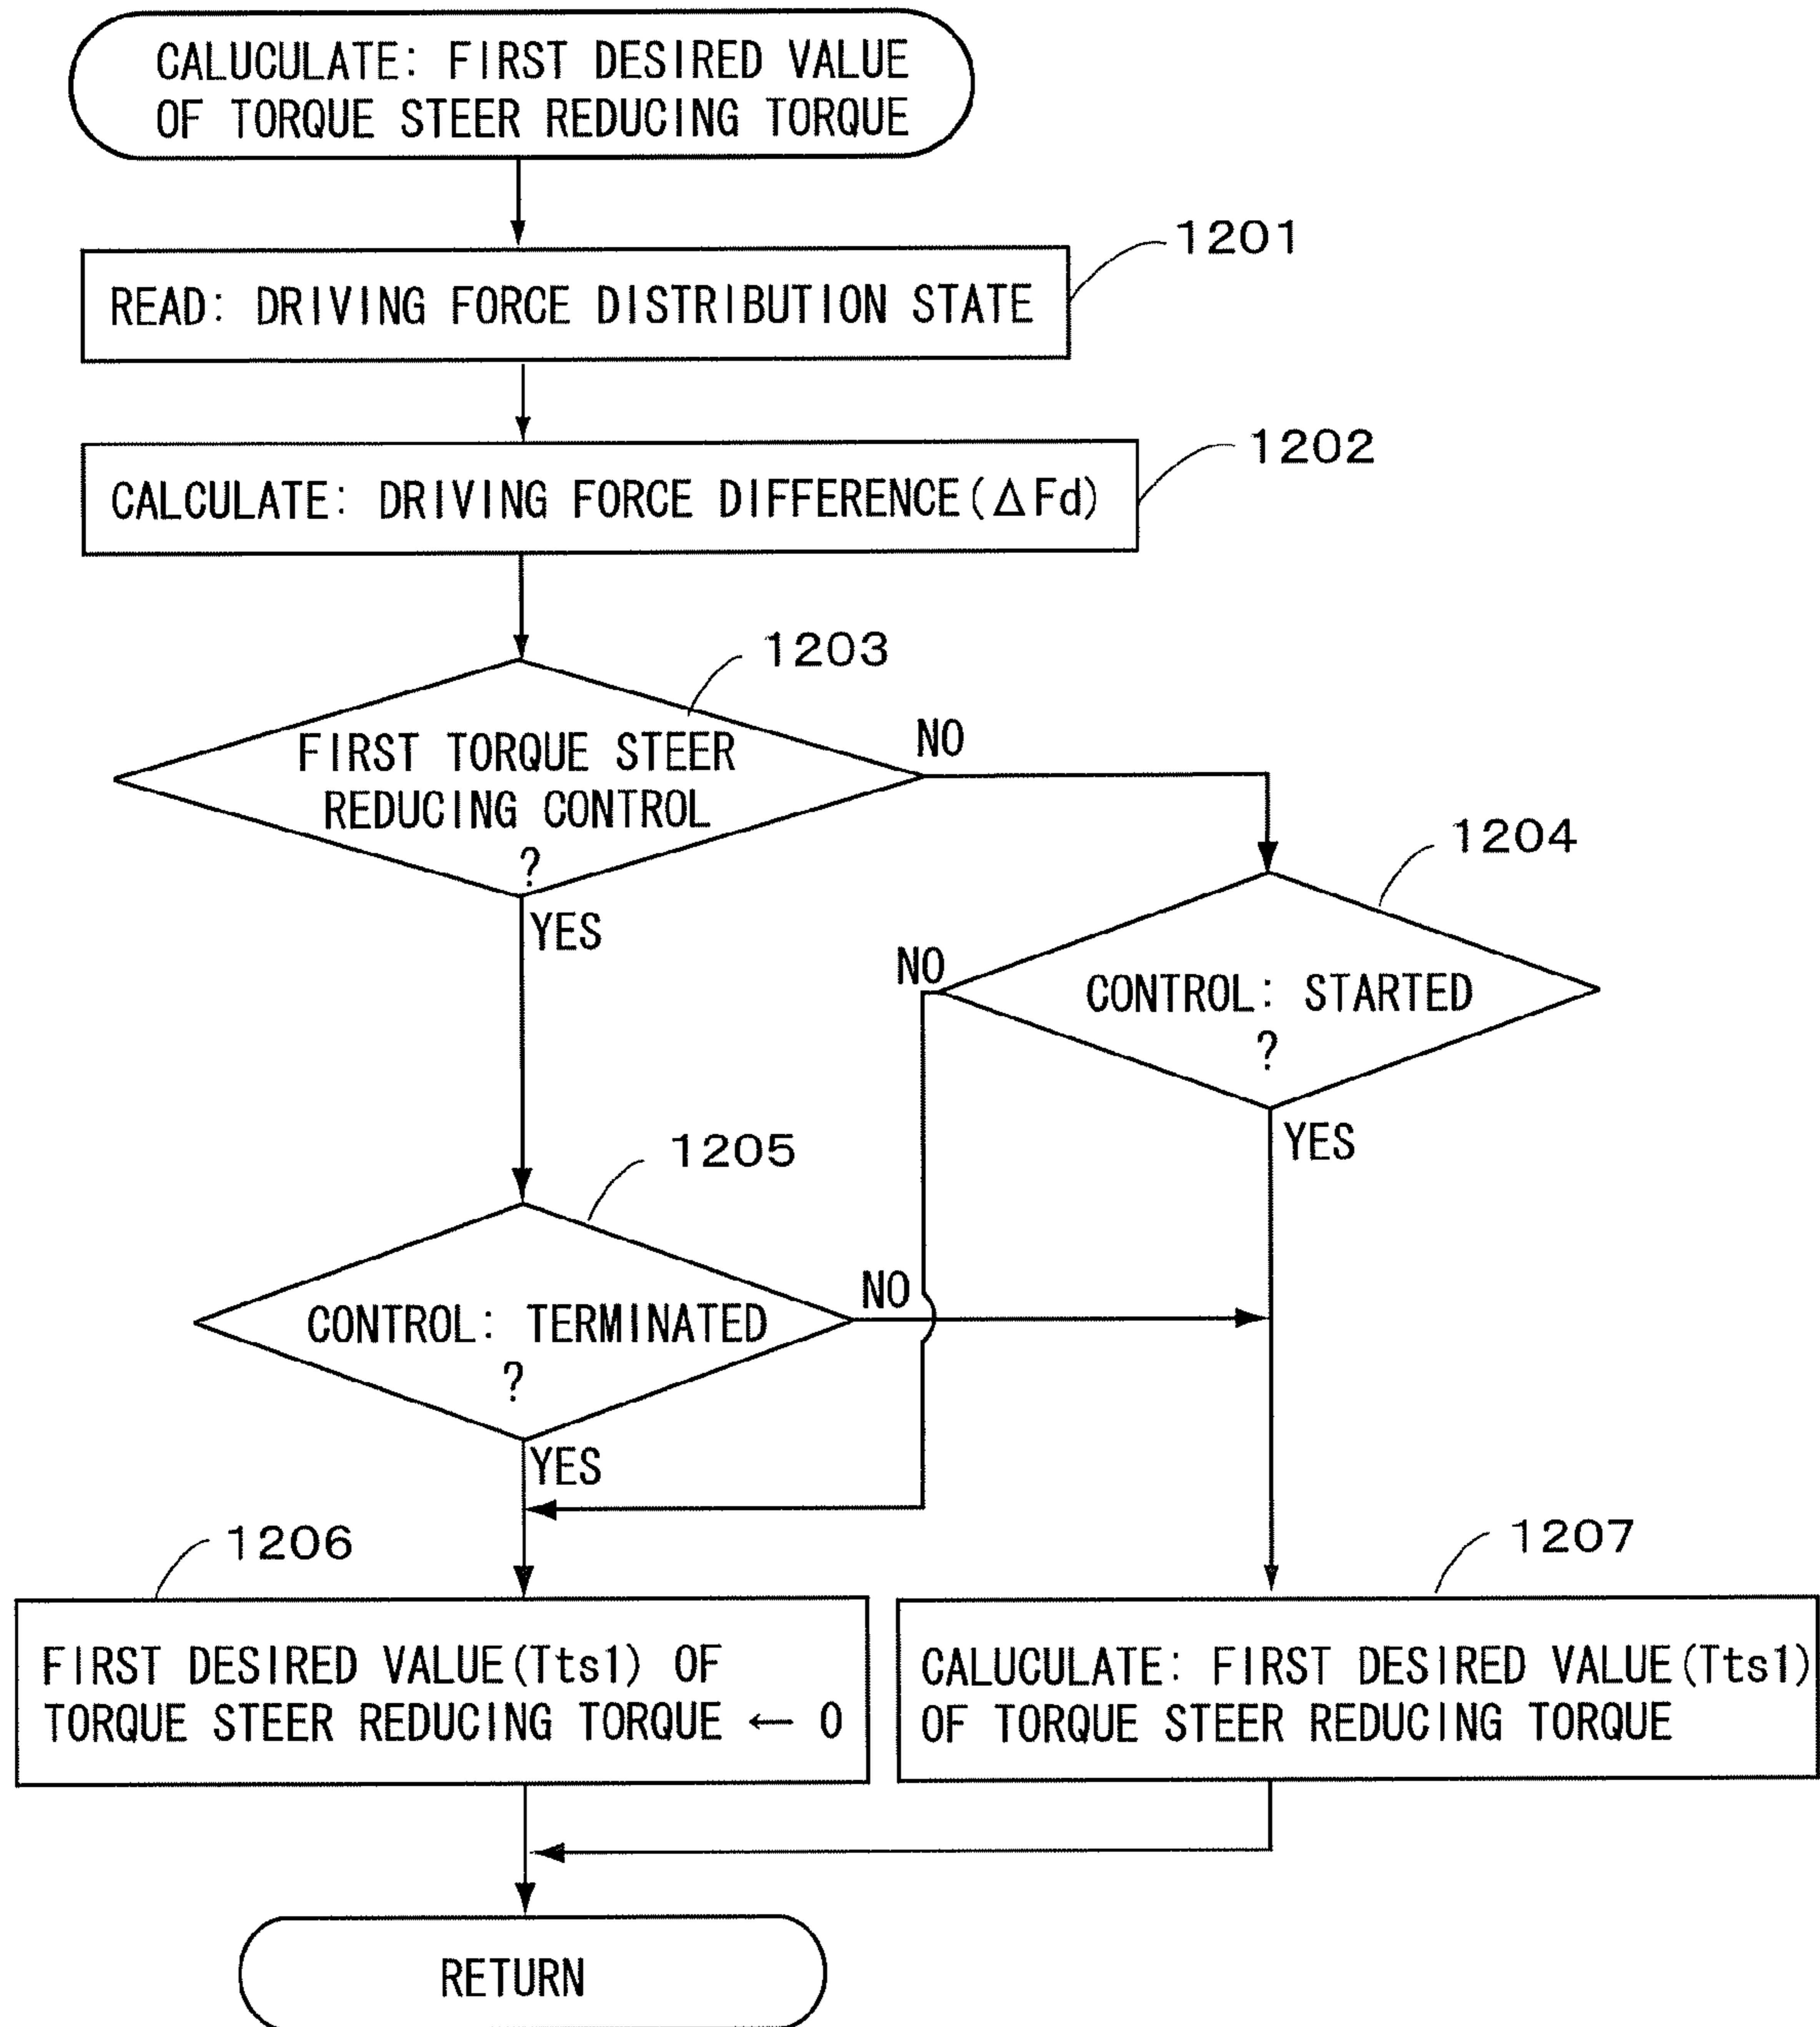 CALUCULATE: FIRST DESIRED VALUE
OF TORQUE STEER REDUCING TORQUE
1201
READ: DRIVING FORCE DISTRIBUTION STATE
1202
CALCULATE: DRIVING FORCE DIFFERENCE(△Fd)
1203
FIRST TORQUE STEER
REDUCING CONTROL
?
NO
YES
1204
CONTROL: STARTED
?
NO
YES
1205
CONTROL: TERMINATED
?
NO
YES
1206
FIRST DESIRED VALUE(Tts1) OF
TORQUE STEER REDUCING TORQUE ← 0
1207
CALUCULATE: FIRST DESIRED VALUE(Tts1)
OF TORQUE STEER REDUCING TORQUE
RETURN